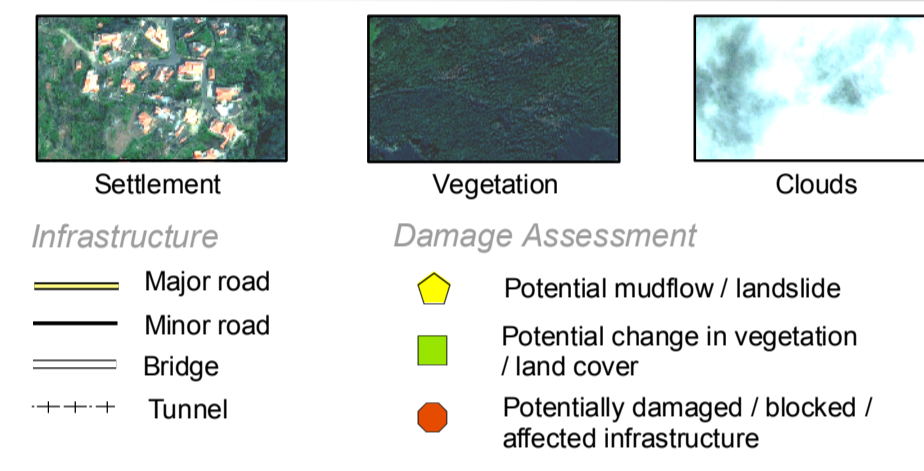 Settlement
Vegetation
Clouds
Infrastructure
Major road
Minor road
Bridge
Tunnel
Damage Assessment
Potential mudflow / landslide
Potential change in vegetation
/ land cover
Potentially damaged / blocked /
affected infrastructure